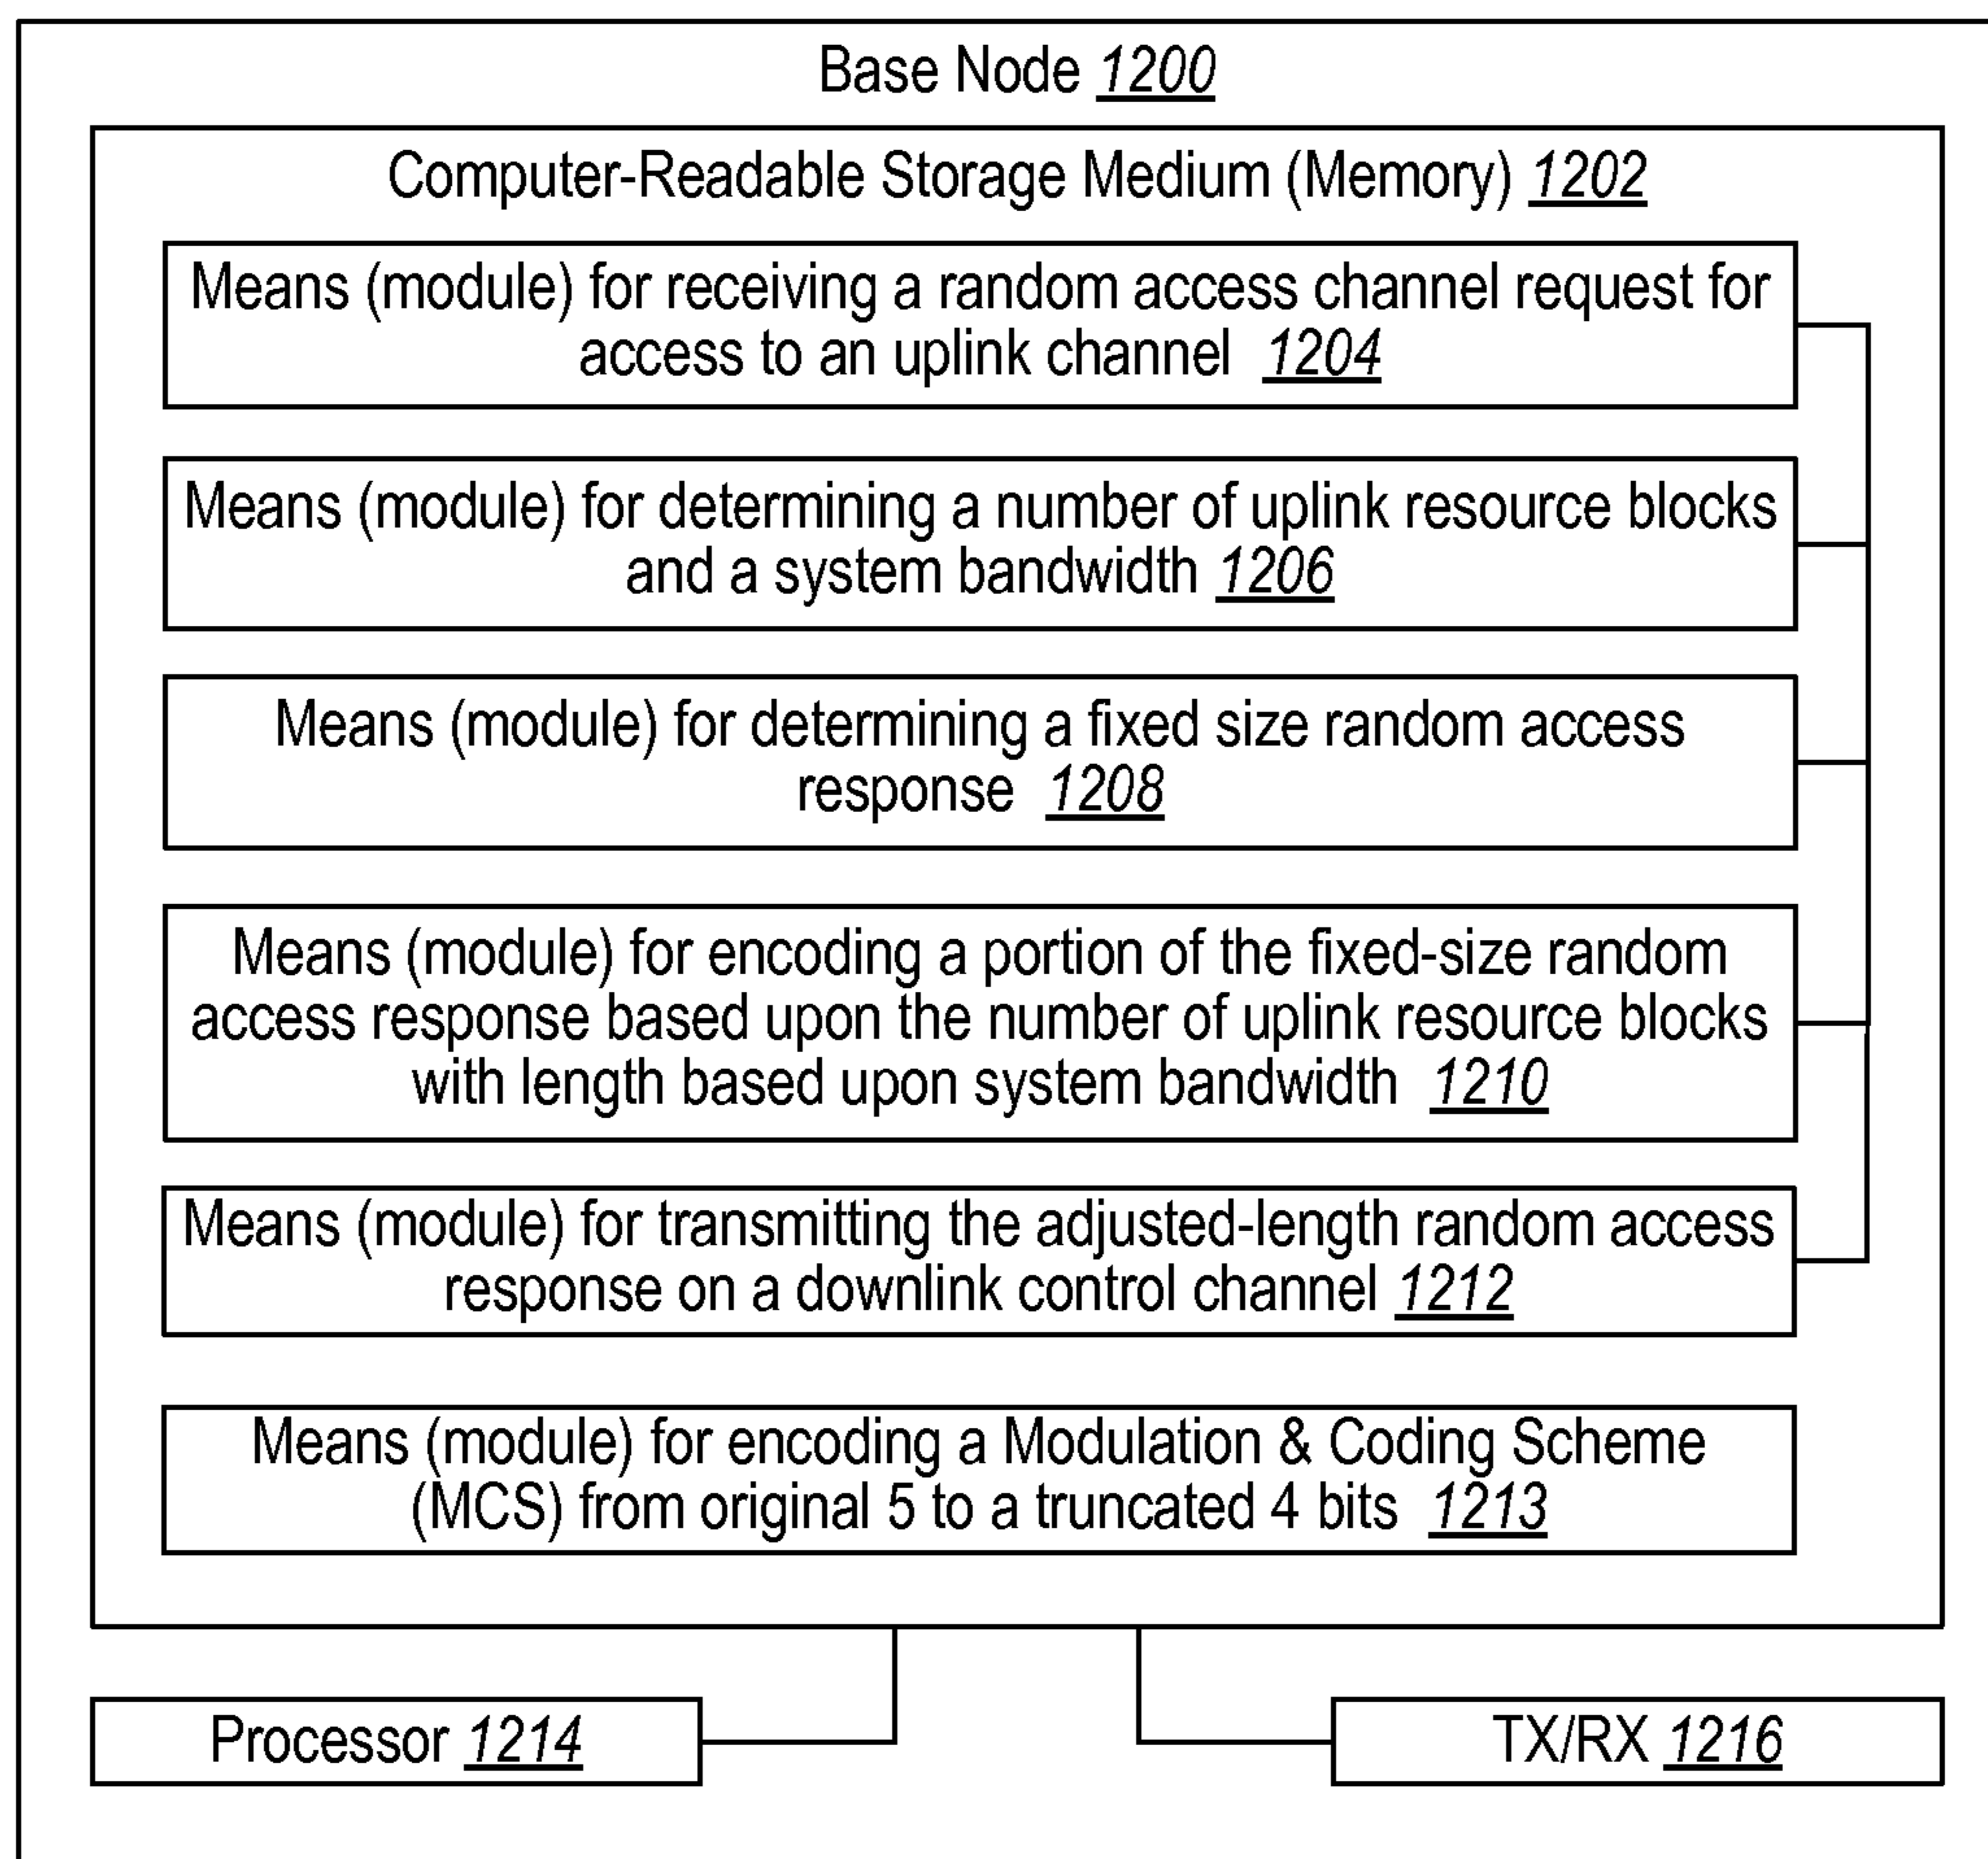 Base Node 1200
Computer-Readable Storage Medium (Memory) 1202
Means (module) for receiving a random access channel request for
access to an uplink channel 1204
Means (module) for determining a number of uplink resource blocks
and a system bandwidth 1206
Means (module) for determining a fixed size random access
response 1208
Means (module) for encoding a portion of the fixed-size random
access response based upon the number of uplink resource blocks
with length based upon system bandwidth 1210
Means (module) for transmitting the adjusted-length random access
response on a downlink control channel 1212
Means (module) for encoding a Modulation & Coding Scheme
(MCS) from original 5 to a truncated 4 bits 1213
Processor 1214
TX/RX 1216